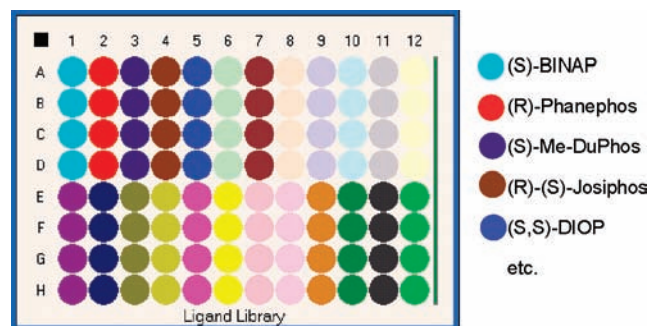 1 2 3 4 5 6 7 8 9 10 11 12
A
B
C
D
E
F
G
H
Ligand Library
(S)-BINAP
(R)-Phanephos
(S)-Me-DuPhos
(R)-(S)-Josiphos
(S,S)-DIOP
etc.